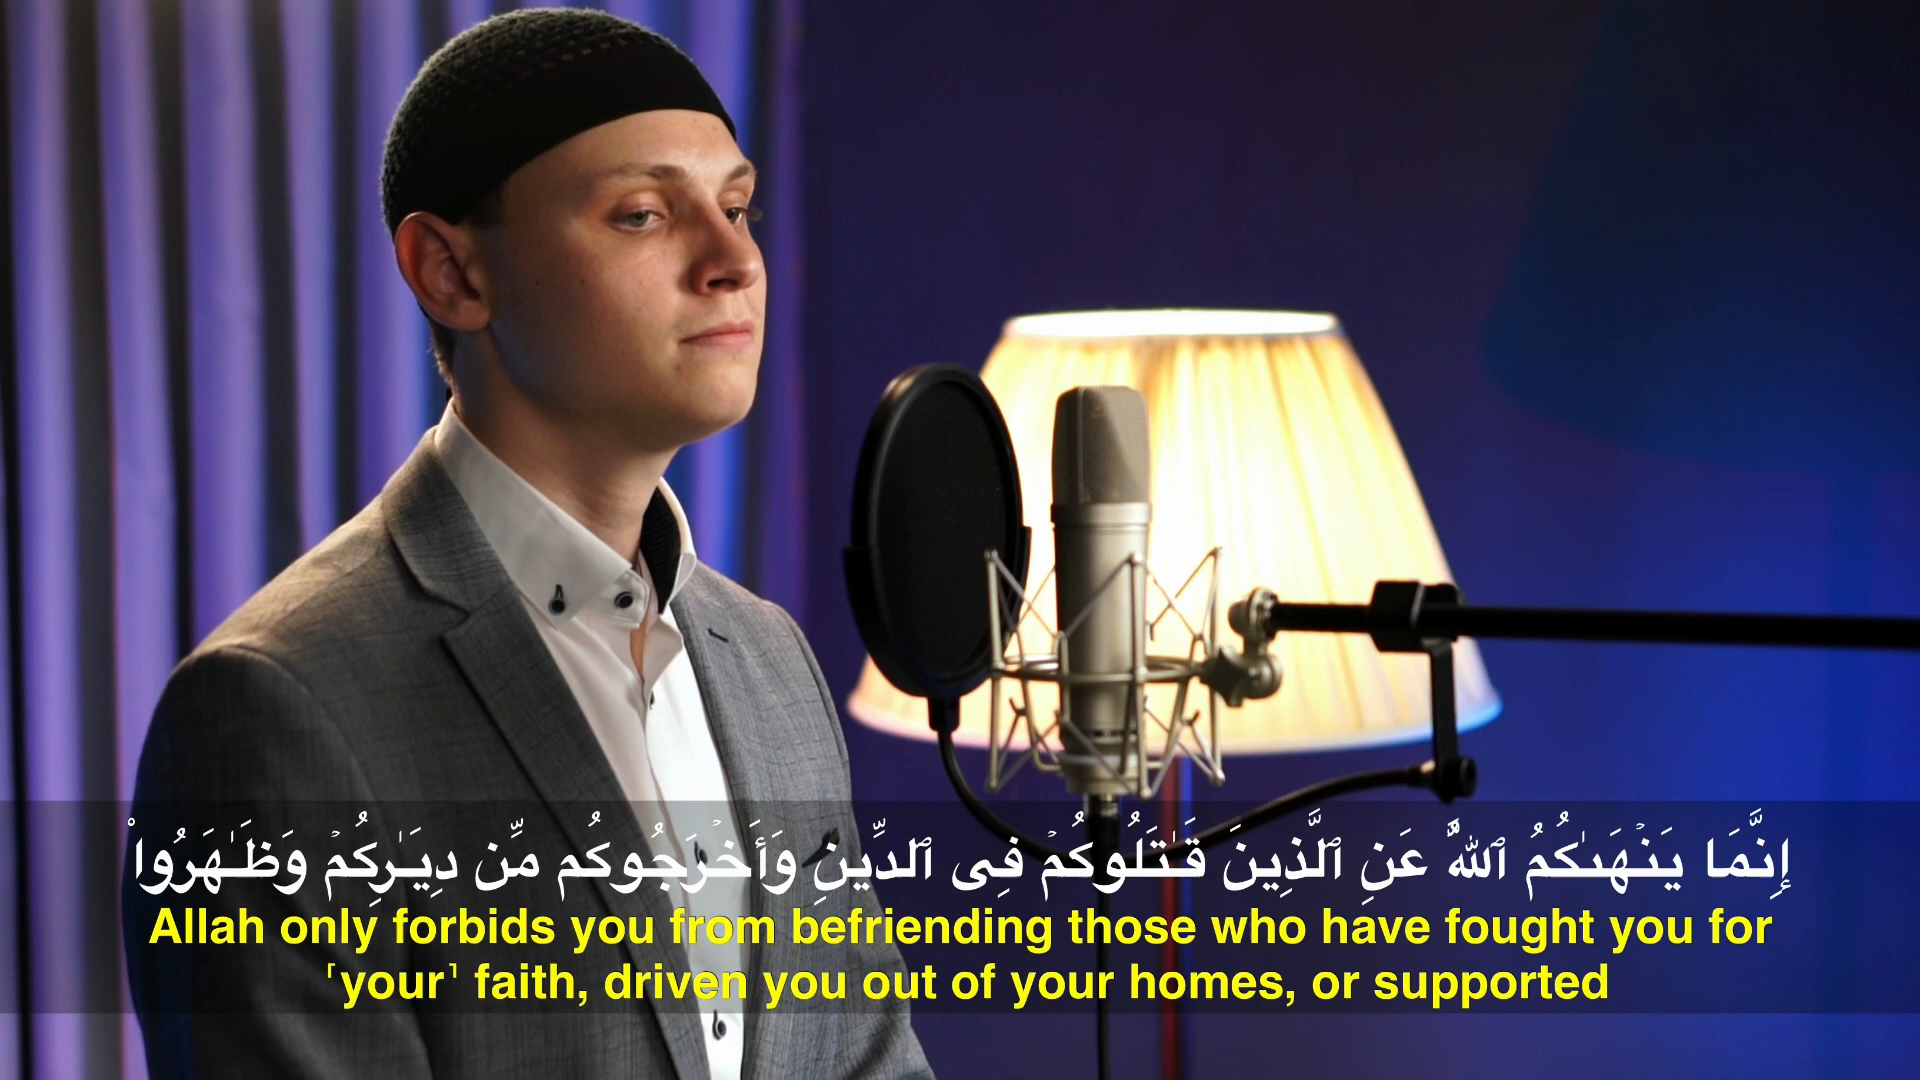 إِنَّمَا يَنْهَىٰكُمُ ٱللَّهُ عَنِ ٱلَّذِينَ قَـٰتَلُوكُمْ فِى ٱلدِّينِ وَأَخْرَجُوكُم مِّن دِيَـٰرِكُمْ وَظَـٰهَرُوا۟
Allah only forbids you from befriending those who have fought you for
˹your˺ faith, driven you out of your homes, or supported